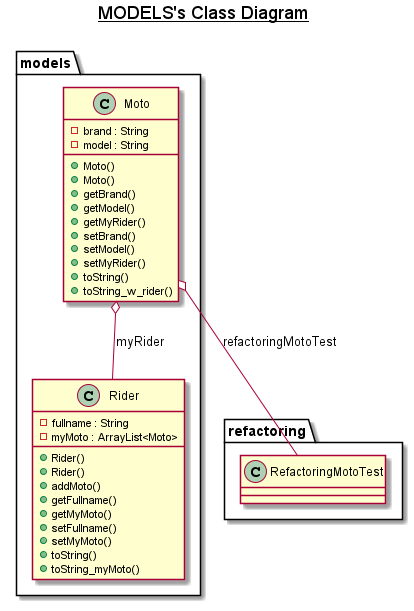 MODELS's Class Diagram
models
C Moto
brand : String
model : String
Moto()
Moto()
getBrand()
getModel()
getMyRider()
setBrand()
setModel()
setMyRider()
toString()
toString_w_rider()
myRider
refactoringMotoTest
C Rider
fullname : String
myMoto : ArrayList<Moto>
Rider()
Rider()
addMoto()
getFullname()
getMyMoto()
setFullname()
setMyMoto()
toString()
toString_myMoto()
refactoring
C RefactoringMotoTest